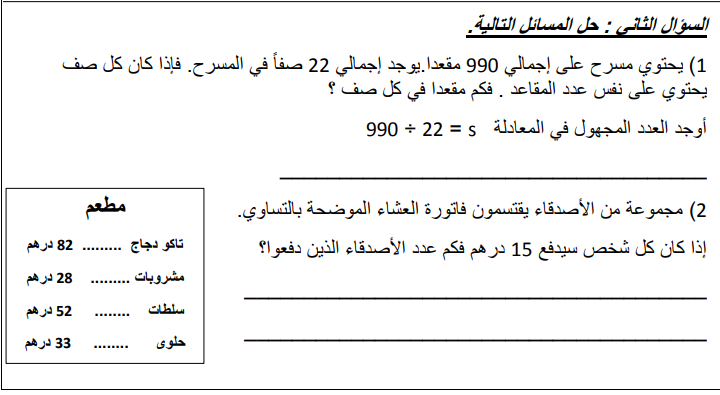 السؤال الثاني : حل المسائل التالية.
1) يحتوي مسرح على إجمالي 990 مقعدا.يوجد إجمالي 22 صفاً في المسرح. فإذا كان كل صف
يحتوي على نفس عدد المقاعد . فكم مقعدا في كل صف ؟
أوجد العدد المجهول في المعادلة 990 ÷ 22 = s
2) مجموعة من الأصدقاء يقتسمون فاتورة العشاء الموضحة بالتساوي.
إذا كان كل شخص سيدفع 15 درهم فكم عدد الأصدقاء الذين دفعوا؟
مطعم
تاكو دجاج ......... 82 درهم
مشروبات ......... 28 درهم
سلطات ........ 52 درهم
حلوى ........ 33 درهم